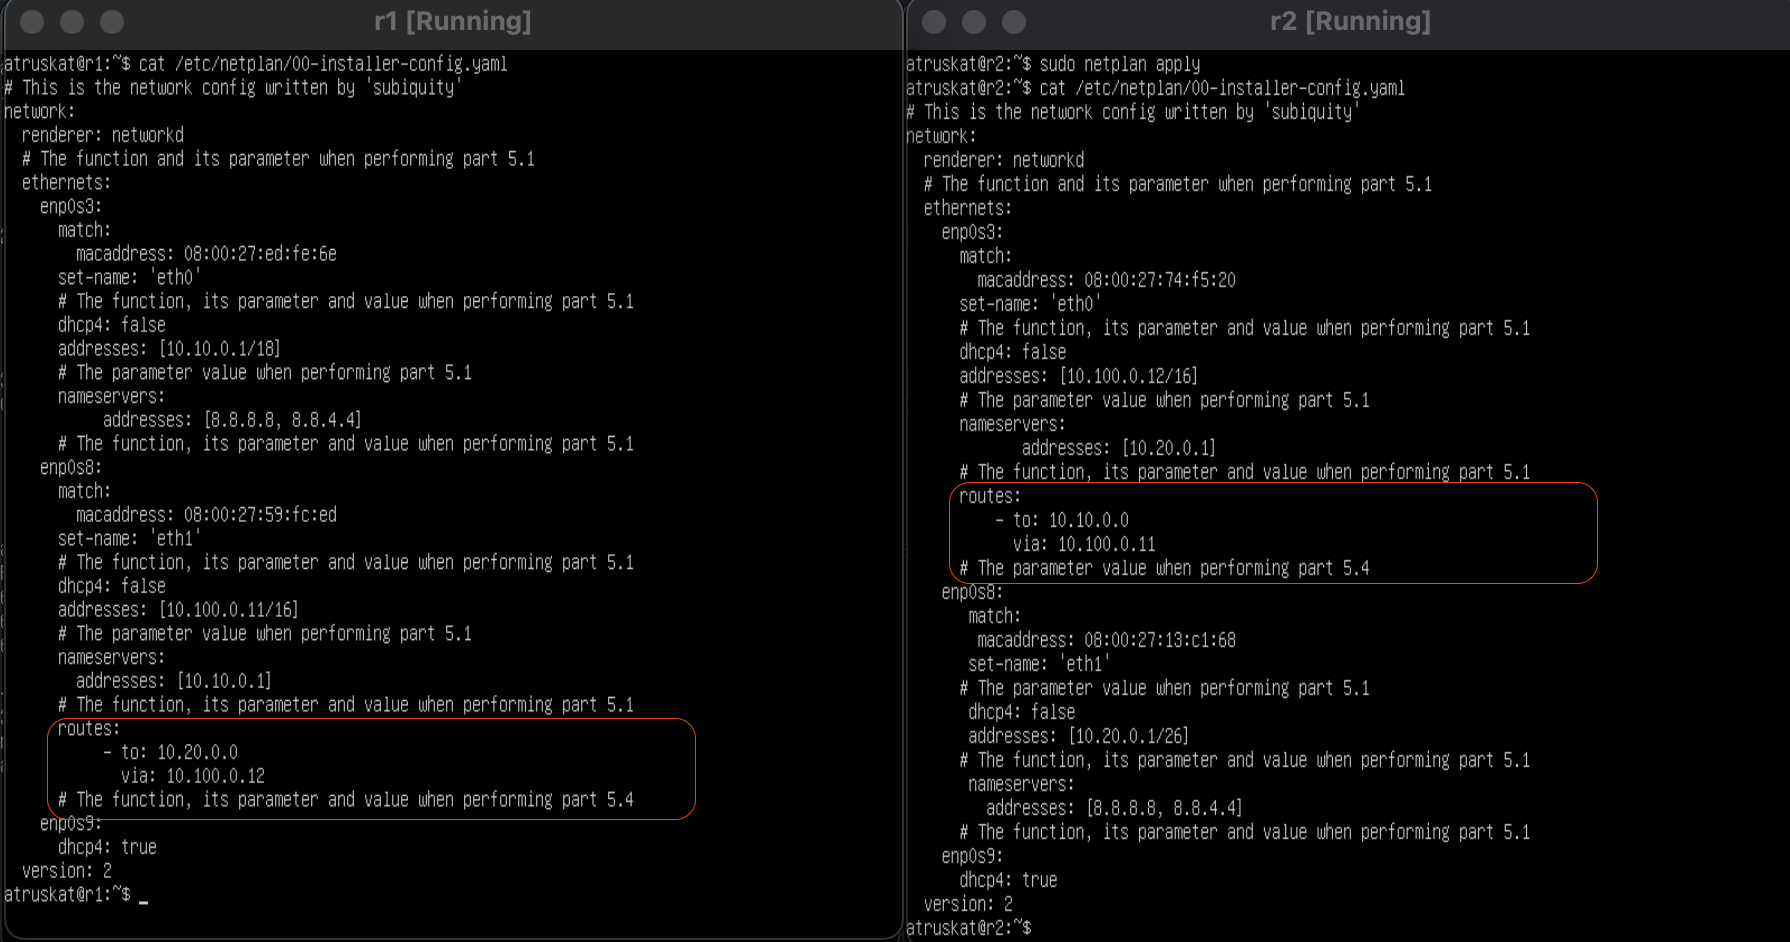 r1 [Running]
atruskat@r1:~$ cat /etc/netplan/00-installer-config.yaml
# This is the network config written by 'subiquity'
network:
  renderer: networkd
  # The function and its parameter when performing part 5.1
  ethernets:
    enp0s3:
      match:
        macaddress: 08:00:27:ed:fe:6e
      set-name: 'eth0'
      # The function, its parameter and value when performing part 5.1
      dhcp4: false
      addresses: [10.10.0.1/18]
      # The parameter value when performing part 5.1
      nameservers:
           addresses: [8.8.8.8, 8.8.4.4]
      # The function, its parameter and value when performing part 5.1
    enp0s8:
      match:
        macaddress: 08:00:27:59:fc:ed
      set-name: 'eth1'
      # The function, its parameter and value when performing part 5.1
      dhcp4: false
      addresses: [10.100.0.11/16]
      # The parameter value when performing part 5.1
      nameservers:
        addresses: [10.10.0.1]
      # The function, its parameter and value when performing part 5.1
      routes:
           - to: 10.20.0.0
             via: 10.100.0.12
      # The function, its parameter and value when performing part 5.4
    enp0s9:
      dhcp4: true
  version: 2
atruskat@r1:~$ _
r2 [Running]
atruskat@r2:~$ sudo netplan apply
atruskat@r2:~$ cat /etc/netplan/00-installer-config.yaml
# This is the network config written by 'subiquity'
network:
  renderer: networkd
  # The function and its parameter when performing part 5.1
  ethernets:
    enp0s3:
      match:
        macaddress: 08:00:27:74:f5:20
      set-name: 'eth0'
      # The function, its parameter and value when performing part 5.1
      dhcp4: false
      addresses: [10.100.0.12/16]
      # The parameter value when performing part 5.1
      nameservers:
             addresses: [10.20.0.1]
      # The function, its parameter and value when performing part 5.1
      routes:
          - to: 10.10.0.0
            via: 10.100.0.11
      # The parameter value when performing part 5.4
    enp0s8:
       match:
        macaddress: 08:00:27:13:c1:68
       set-name: 'eth1'
      # The parameter value when performing part 5.1
       dhcp4: false
       addresses: [10.20.0.1/26]
      # The function, its parameter and value when performing part 5.1
       nameservers:
         addresses: [8.8.8.8, 8.8.4.4]
      # The function, its parameter and value when performing part 5.1
    enp0s9:
      dhcp4: true
  version: 2
atruskat@r2:~$